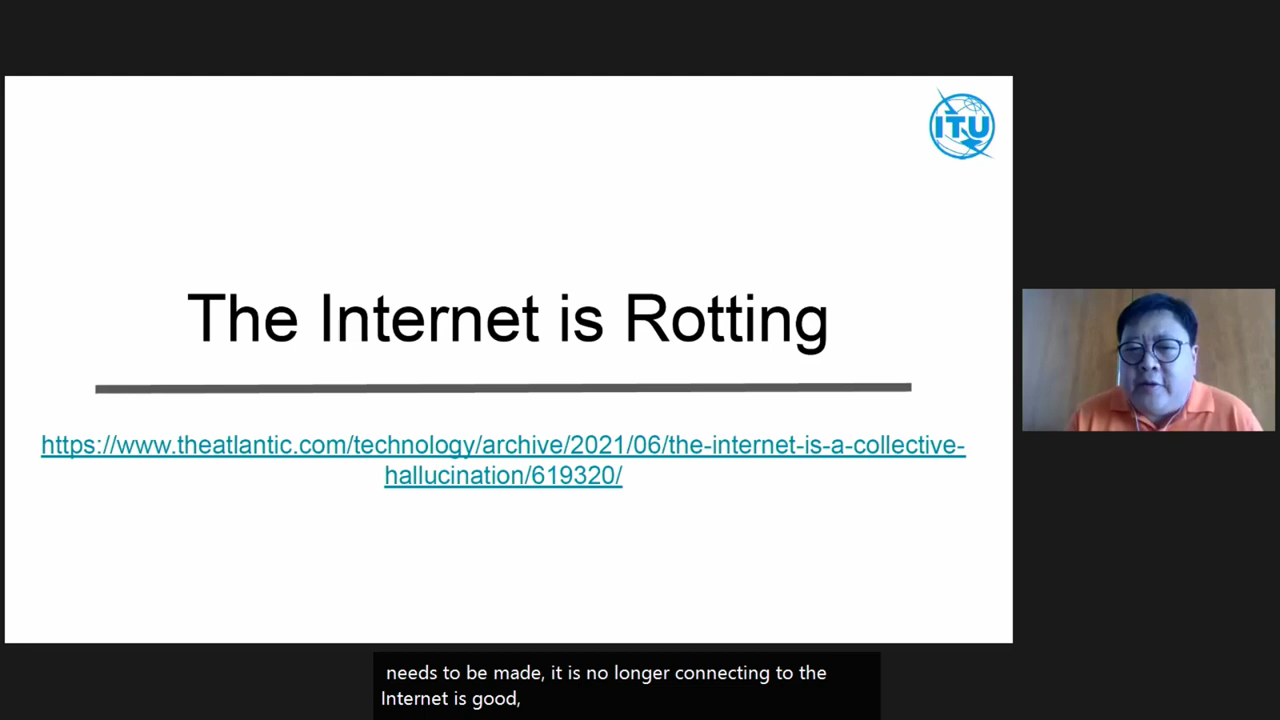 ITU
The Internet is Rotting
https://www.theatlantic.com/technology/archive/2021/06/the-internet-is-a-collective-
hallucination/619320/
needs to be made, it is no longer connecting to the
Internet is good,